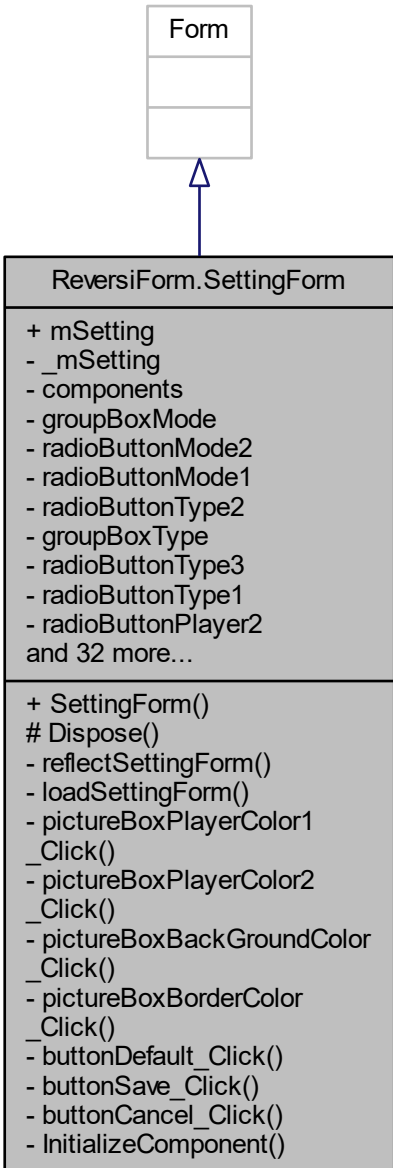 Form
ReversiForm.SettingForm
+ mSetting
- _mSetting
- components
- groupBoxMode
- radioButtonMode2
- radioButtonMode1
- radioButtonType2
- groupBoxType
- radioButtonType3
- radioButtonType1
- radioButtonPlayer2
and 32 more...
+ SettingForm()
# Dispose()
- reflectSettingForm()
- loadSettingForm()
- pictureBoxPlayerColor1
_Click()
- pictureBoxPlayerColor2
_Click()
- pictureBoxBackGroundColor
_Click()
- pictureBoxBorderColor
_Click()
- buttonDefault_Click()
- buttonSave_Click()
- buttonCancel_Click()
- InitializeComponent()